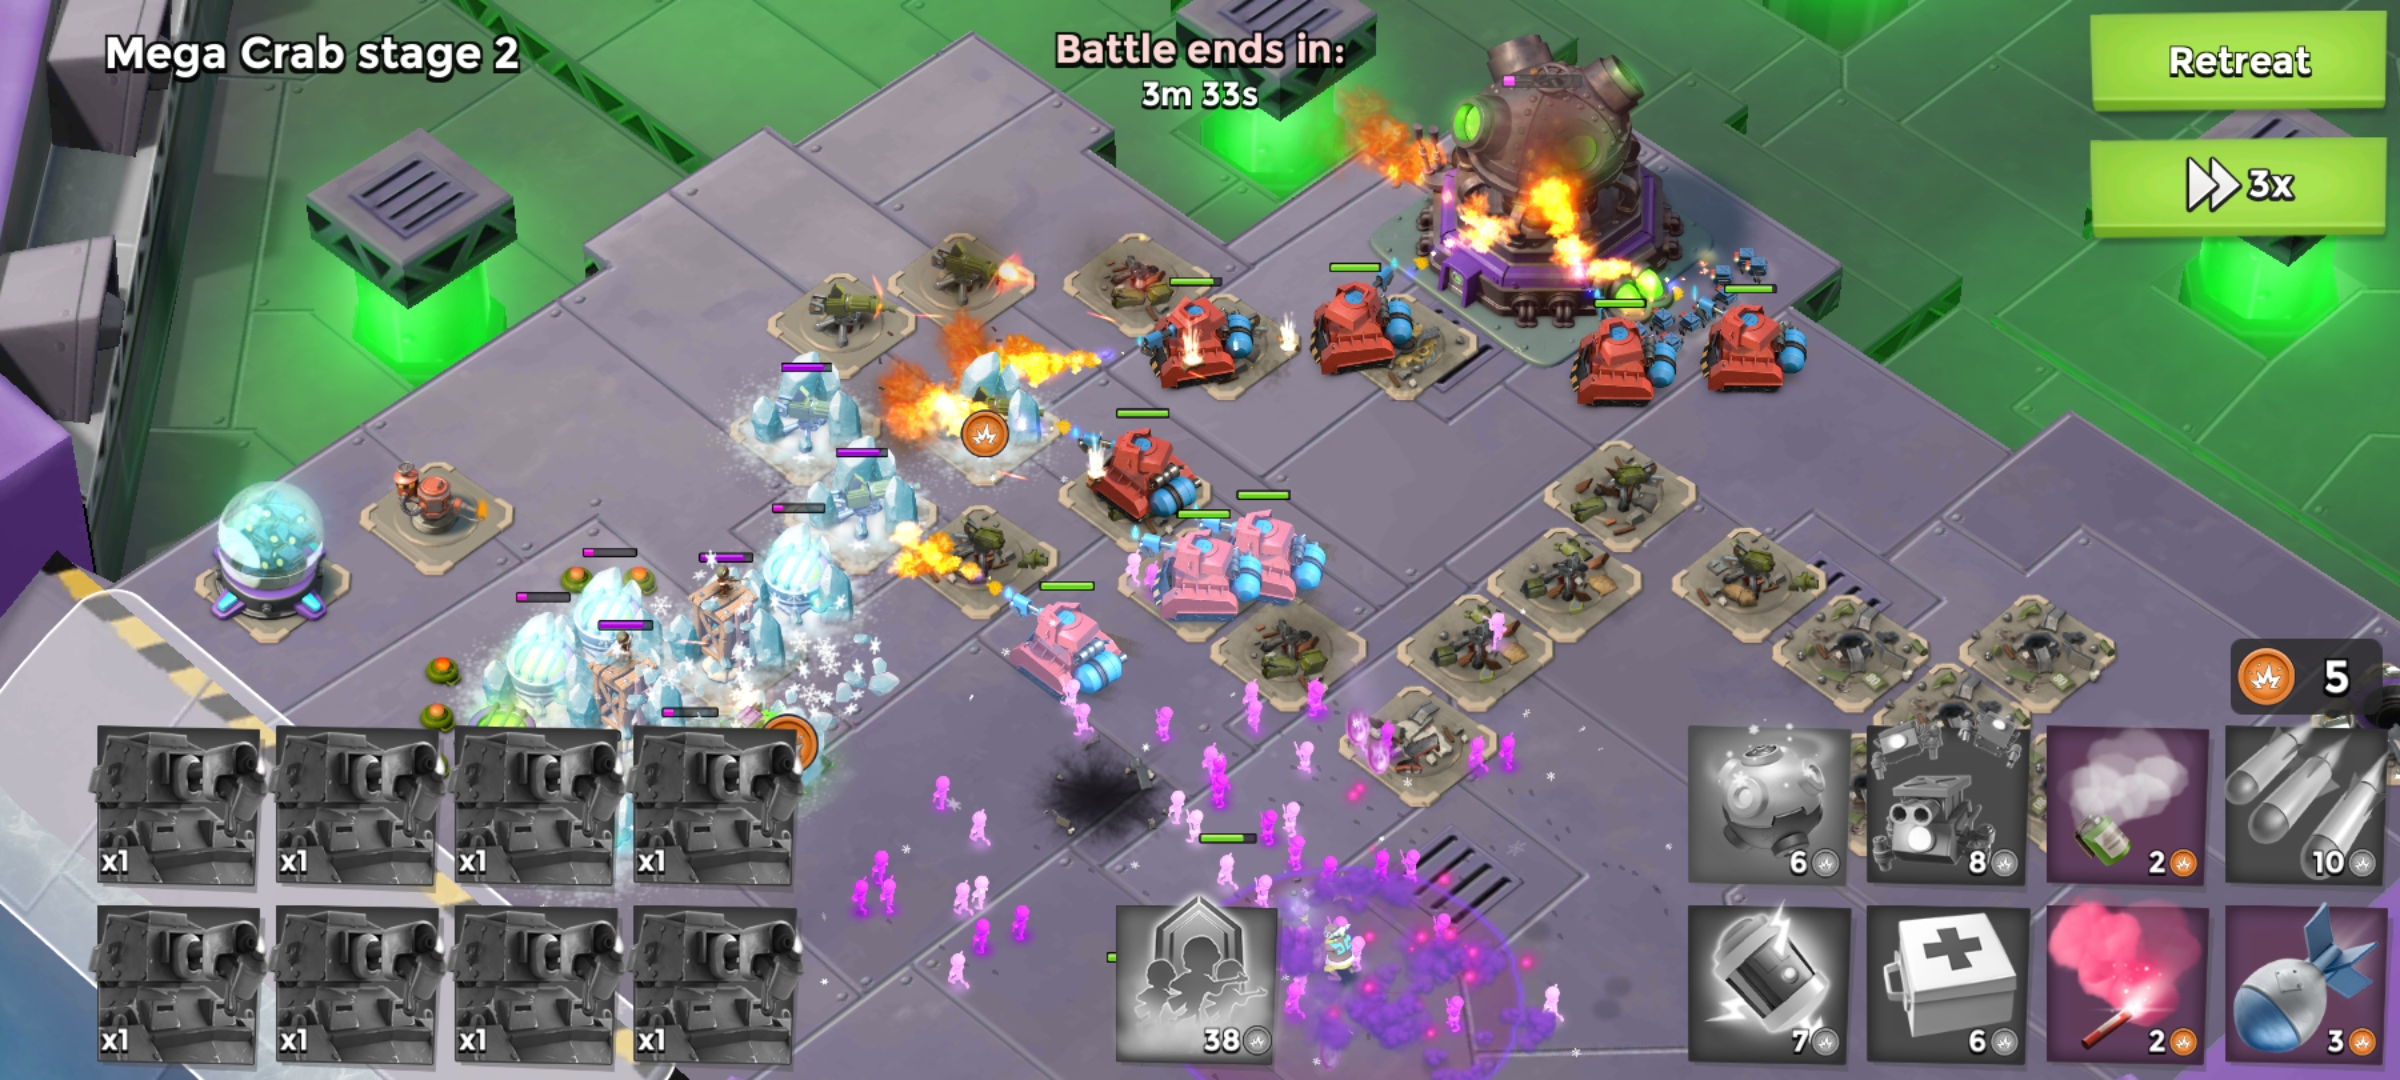 Mega Crab stage 2
Battle ends in:
3m 33s
Retreat
3x
5
x1
x1
x1
x1
6
8
2
10
x1
x1
x1
x1
38
7
6
2
3